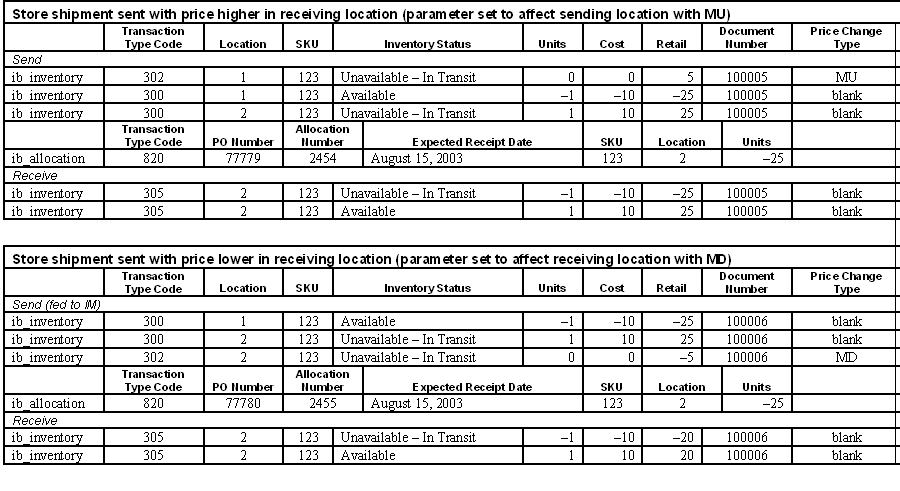 Store shipment sent with price higher in receiving location (parameter set to affect sending location with MU)
Transaction Type Code Location SKU Inventory Status Units Cost Retail Document Number Price Change Type
Send
ib_inventory 302 1 123 Unavailable – In Transit 0 0 5 100005 MU
ib_inventory 300 1 123 Available –1 –10 –25 100005 blank
ib_inventory 300 2 123 Unavailable – In Transit 1 10 25 100005 blank
Transaction Type Code PO Number Allocation Number Expected Receipt Date SKU Location Units
ib_allocation 820 77779 2454 August 15, 2003 123 2 –25
Receive
ib_inventory 305 2 123 Unavailable – In Transit –1 –10 –25 100005 blank
ib_inventory 305 2 123 Available 1 10 25 100005 blank
Store shipment sent with price lower in receiving location (parameter set to affect receiving location with MD)
Transaction Type Code Location SKU Inventory Status Units Cost Retail Document Number Price Change Type
Send (fed to IM)
ib_inventory 300 1 123 Available –1 –10 –25 100006 blank
ib_inventory 300 2 123 Unavailable – In Transit 1 10 25 100006 blank
ib_inventory 302 2 123 Unavailable – In Transit 0 0 –5 100006 MD
Transaction Type Code PO Number Allocation Number Expected Receipt Date SKU Location Units
ib_allocation 820 77780 2455 August 15, 2003 123 2 –25
Receive
ib_inventory 305 2 123 Unavailable – In Transit –1 –10 –20 100006 blank
ib_inventory 305 2 123 Available 1 10 20 100006 blank